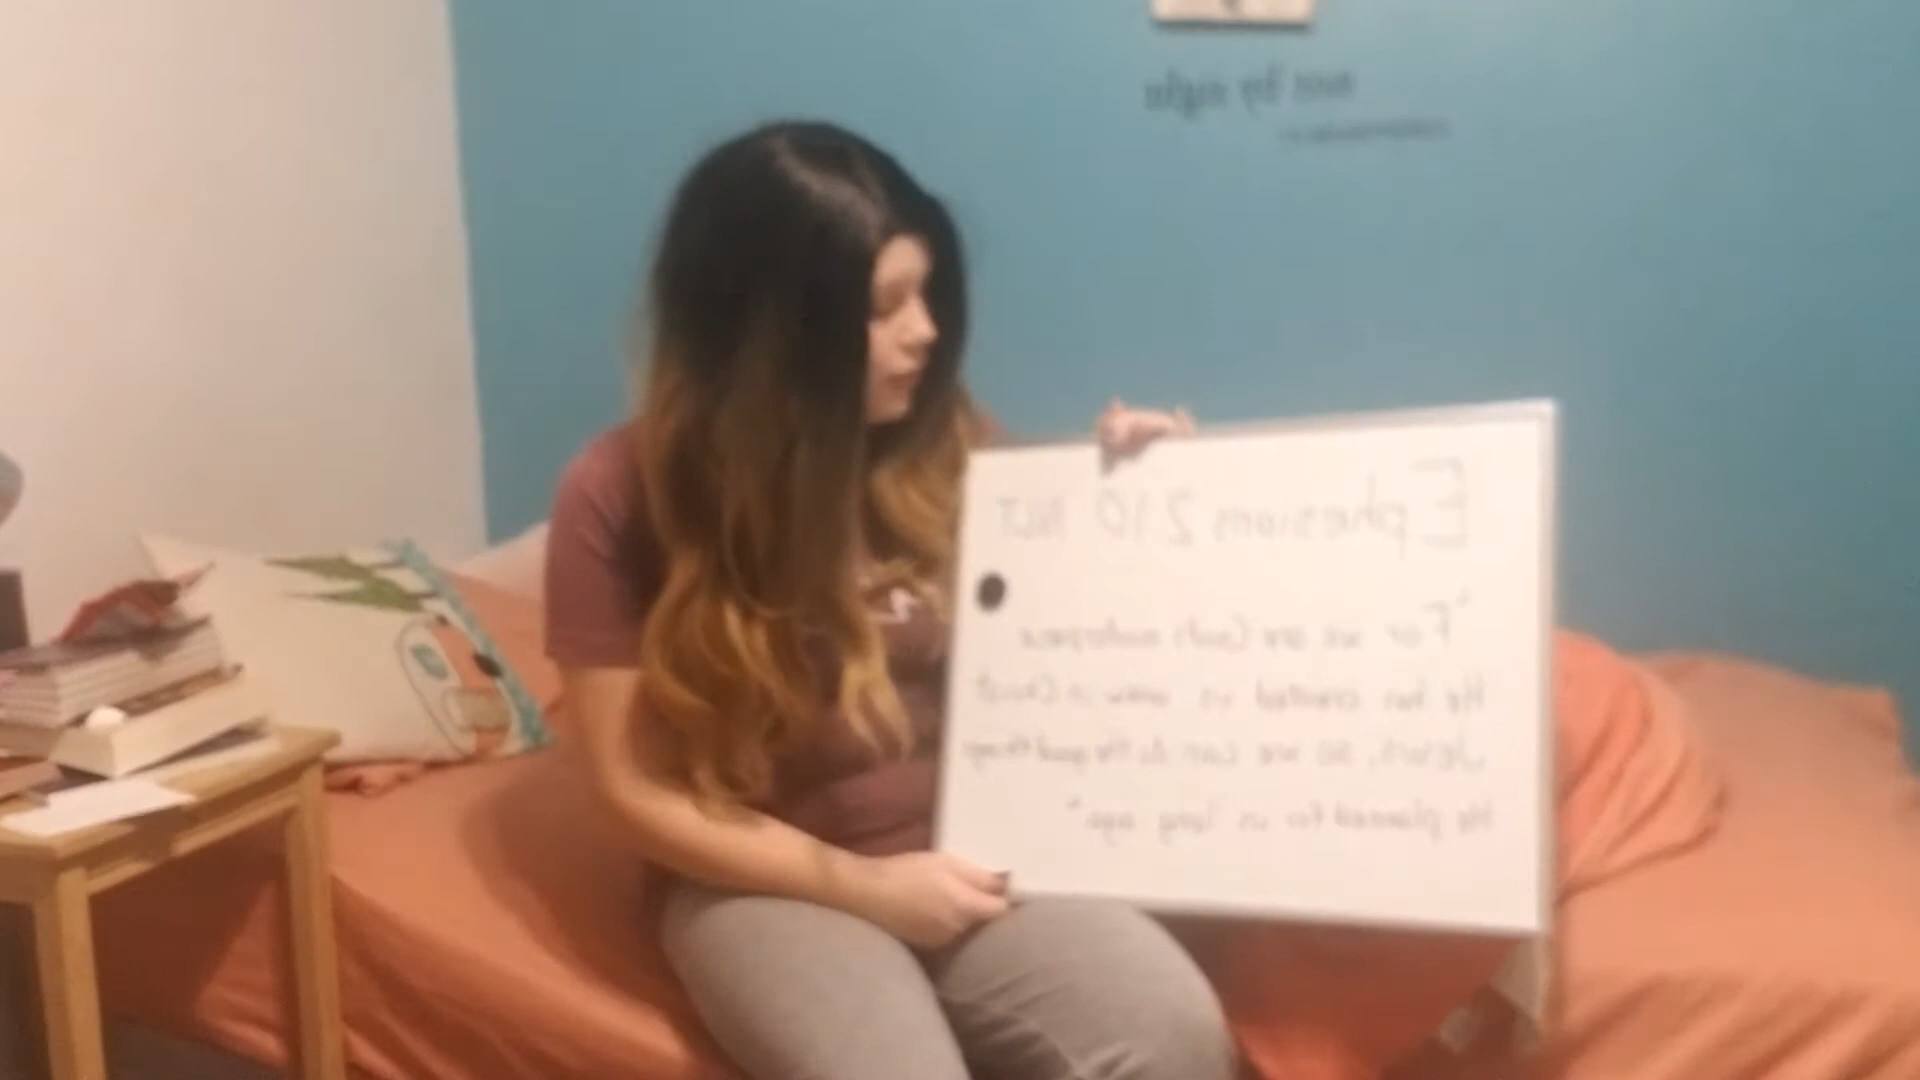 not by sight
Ephesians 2:10 NLT
"For we are God's masterpiece
He has created us anew in Christ
Jesus, so we can do the good things
He planned for us long ago."